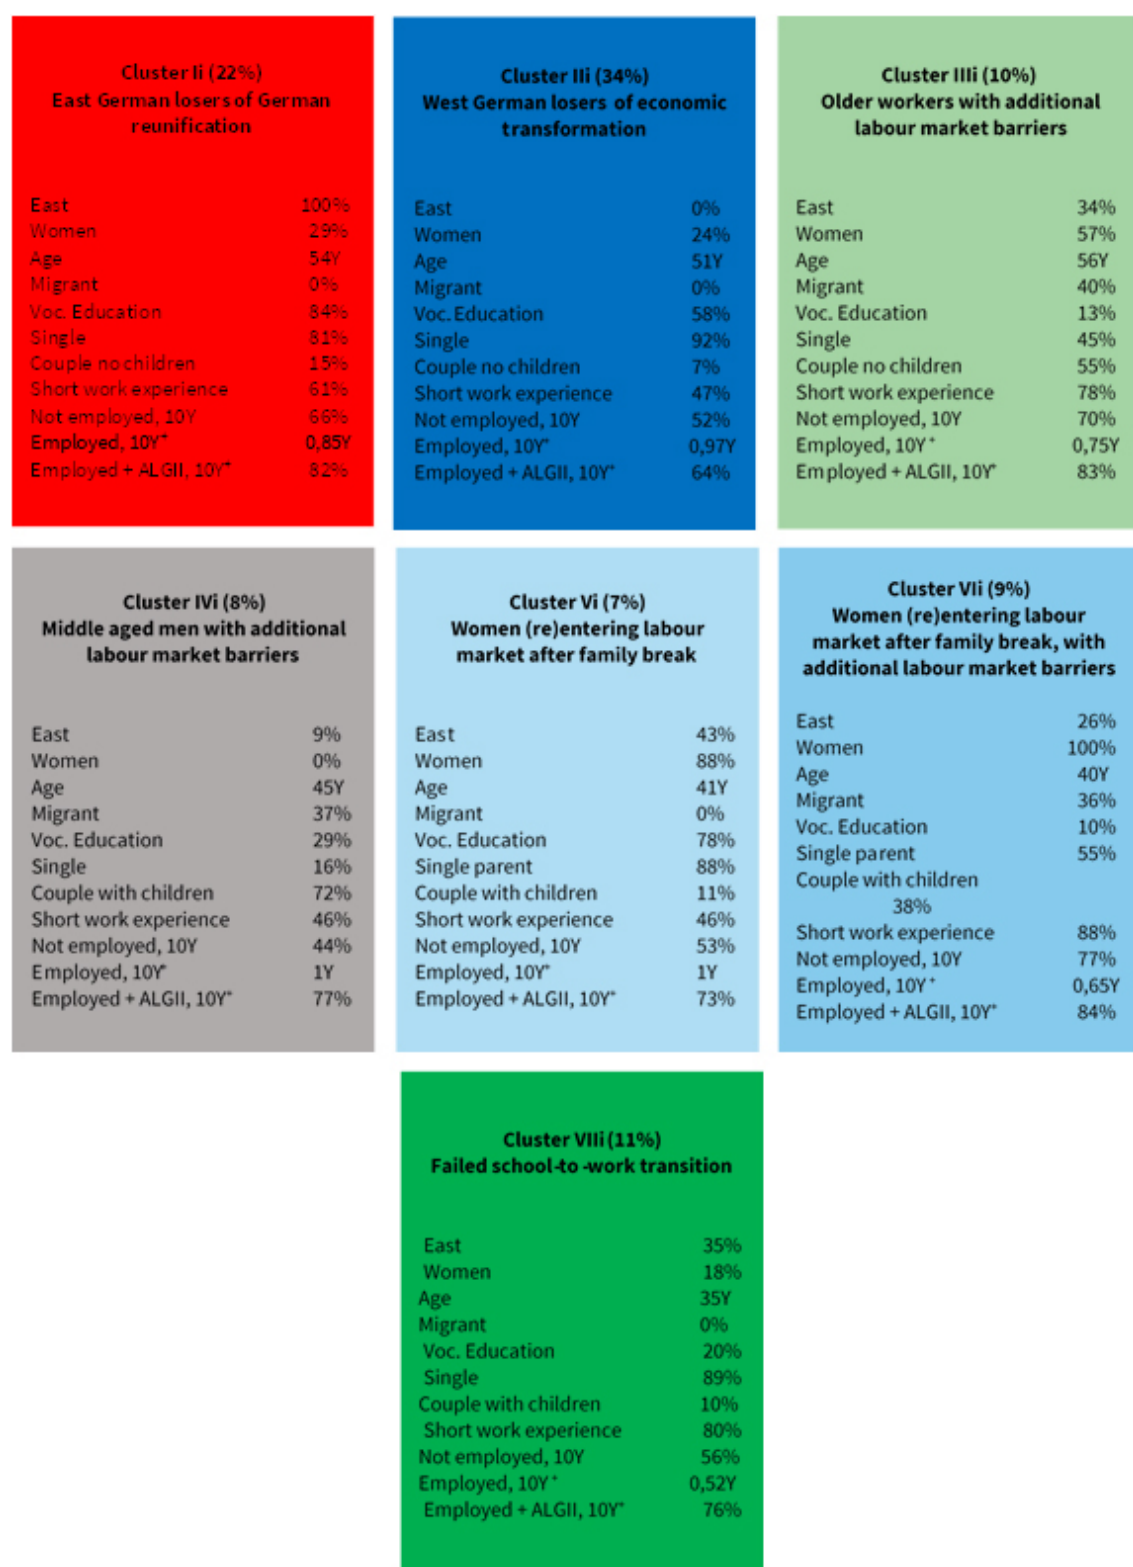 Cluster Ii (22%)
East German losers of German
reunification
East 100%
Women 29%
Age 54Y
Migrant 0%
Voc. Education 84%
Single 81%
Couple no children 15%
Short work experience 61%
Not employed, 10Y 66%
Employed, 10Y⁺ 0,85Y
Employed + ALGII, 10Y⁺ 82%
Cluster IIi (34%)
West German losers of economic
transformation
East 0%
Women 24%
Age 51Y
Migrant 0%
Voc. Education 58%
Single 92%
Couple no children 7%
Short work experience 47%
Not employed, 10Y 52%
Employed, 10Y⁺ 0,97Y
Employed + ALGII, 10Y⁺ 64%
Cluster IIIi (10%)
Older workers with additional
labour market barriers
East 34%
Women 57%
Age 56Y
Migrant 40%
Voc. Education 13%
Single 45%
Couple no children 55%
Short work experience 78%
Not employed, 10Y 70%
Employed, 10Y⁺ 0,75Y
Employed + ALGII, 10Y⁺ 83%
Cluster IVi (8%)
Middle aged men with additional
labour market barriers
East 9%
Women 0%
Age 45Y
Migrant 37%
Voc. Education 29%
Single 16%
Couple with children 72%
Short work experience 46%
Not employed, 10Y 44%
Employed, 10Y⁺ 1Y
Employed + ALGII, 10Y⁺ 77%
Cluster Vi (7%)
Women (re)entering labour
market after family break
East 43%
Women 88%
Age 41Y
Migrant 0%
Voc. Education 78%
Single parent 88%
Couple with children 11%
Short work experience 46%
Not employed, 10Y 53%
Employed, 10Y⁺ 1Y
Employed + ALGII, 10Y⁺ 73%
Cluster VIi (9%)
Women (re)entering labour
market after family break, with
additional labour market barriers
East 26%
Women 100%
Age 40Y
Migrant 36%
Voc. Education 10%
Single parent 55%
Couple with children
38%
Short work experience 88%
Not employed, 10Y 77%
Employed, 10Y⁺ 0,65Y
Employed + ALGII, 10Y⁺ 84%
Cluster VIIi (11%)
Failed school-to -work transition
East 35%
Women 18%
Age 35Y
Migrant 0%
Voc. Education 20%
Single 89%
Couple with children 10%
Short work experience 80%
Not employed, 10Y 56%
Employed, 10Y⁺ 0,52Y
Employed + ALGII, 10Y⁺ 76%